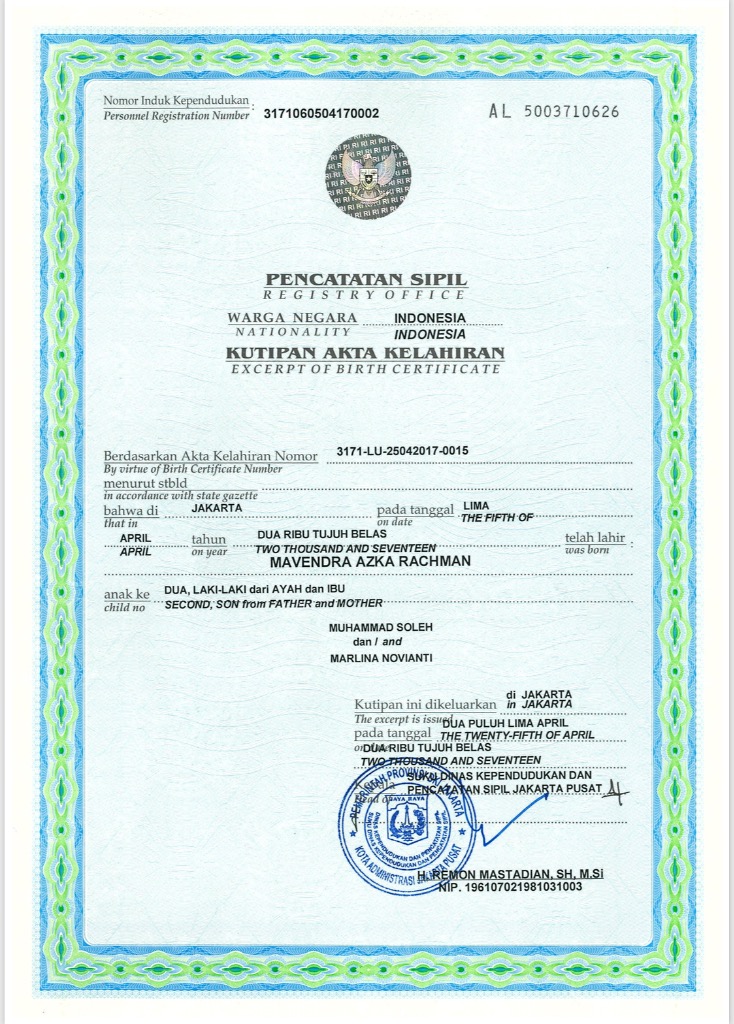 Nomor Induk Kependudukan : 3171060504170002
Personnel Registration Number
AL 5003710626
PENCATATAN SIPIL
REGISTRY OFFICE
WARGA NEGARA INDONESIA
NATIONALITY INDONESIA
KUTIPAN AKTA KELAHIRAN
EXCERPT OF BIRTH CERTIFICATE
Berdasarkan Akta Kelahiran Nomor 3171-LU-25042017-0015
By virtue of Birth Certificate Number
menurut stbld
in accordance with state gazette
bahwa di JAKARTA pada tanggal LIMA
that in on date THE FIFTH OF
APRIL tahun DUA RIBU TUJUH BELAS telah lahir :
APRIL on year TWO THOUSAND AND SEVENTEEN was born
MAVENDRA AZKA RACHMAN
anak ke DUA, LAKI-LAKI dari AYAH dan IBU
child no SECOND, SON from FATHER and MOTHER
MUHAMMAD SOLEH
dan / and
MARLINA NOVIANTI
Kutipan ini dikeluarkan di JAKARTA
The excerpt is issued in JAKARTA
pada tanggal DUA PULUH LIMA APRIL
on date THE TWENTY-FIFTH OF APRIL
DUA RIBU TUJUH BELAS
TWO THOUSAND AND SEVENTEEN
Kepala SUKU DINAS KEPENDUDUKAN DAN
Head of PENCATATAN SIPIL JAKARTA PUSAT
PEMERINTAH PROVINSI DKI JAKARTA
JAYA RAYA
SUKU DINAS KEPENDUDUKAN DAN PENCATATAN SIPIL
KOTA ADMINISTRASI JAKARTA PUSAT
H. REMON MASTADIAN, SH, M.Si
NIP. 196107021981031003